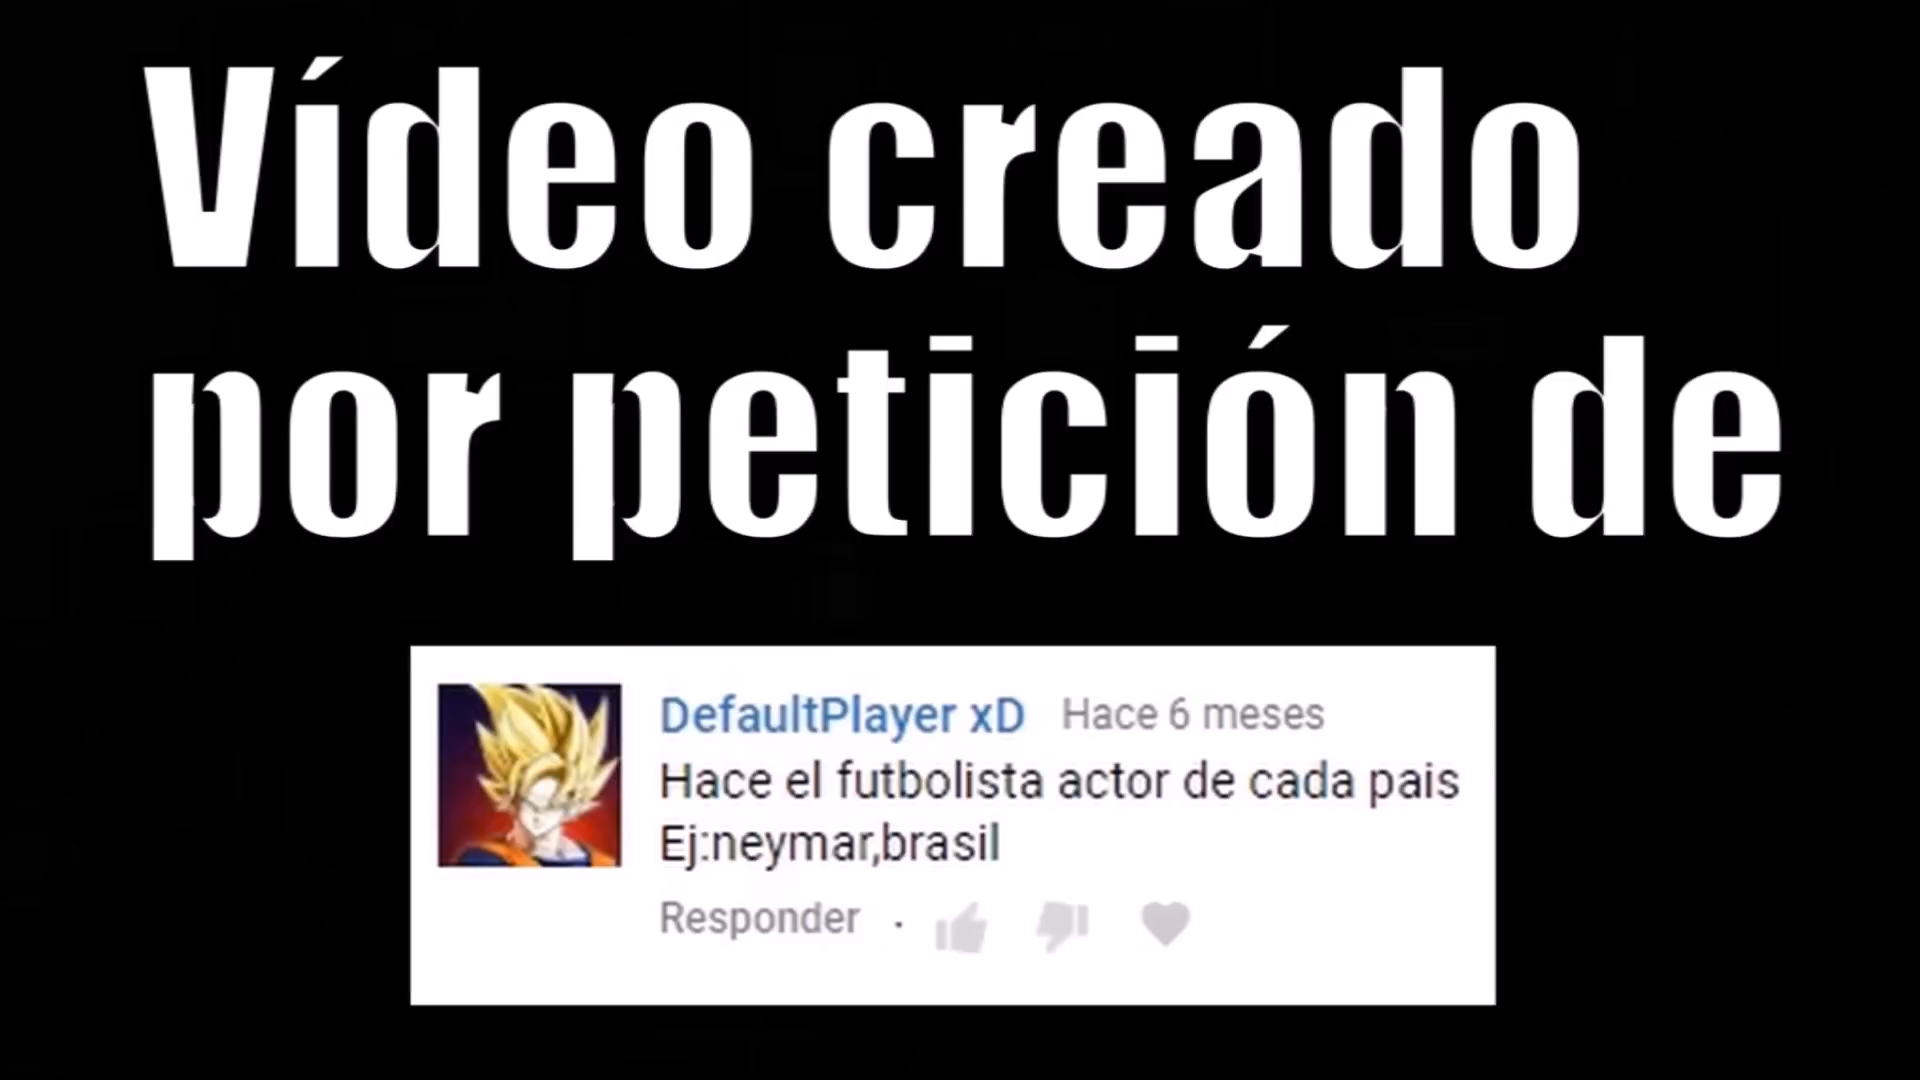 Vídeo creado
por petición de
DefaultPlayer xD Hace 6 meses
Hace el futbolista actor de cada pais
Ej:neymar,brasil
Responder ·